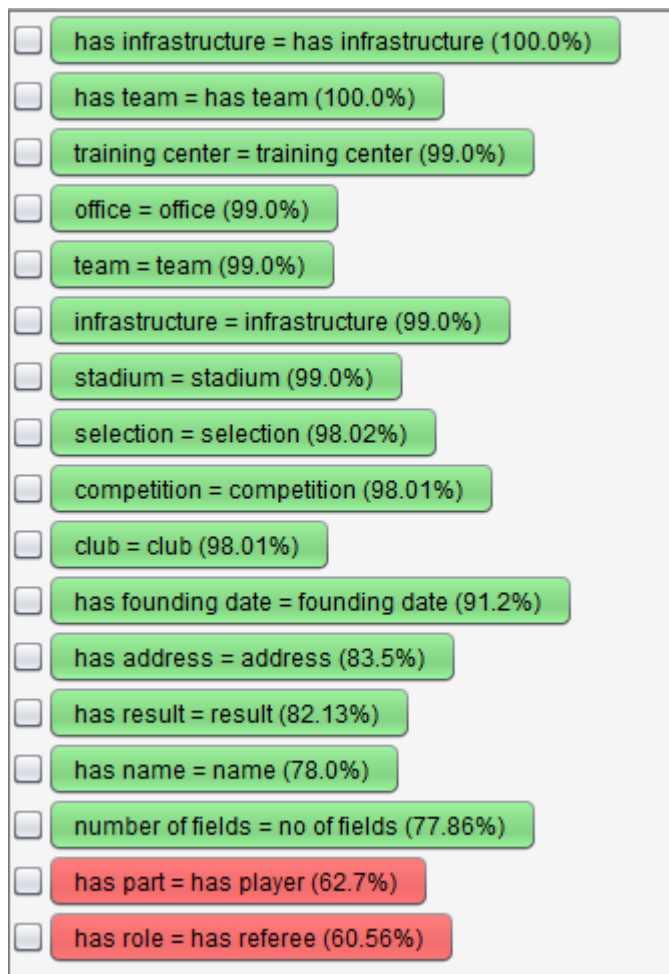 has infrastructure = has infrastructure (100.0%)
has team = has team (100.0%)
training center = training center (99.0%)
office = office (99.0%)
team = team (99.0%)
infrastructure = infrastructure (99.0%)
stadium = stadium (99.0%)
selection = selection (98.02%)
competition = competition (98.01%)
club = club (98.01%)
has founding date = founding date (91.2%)
has address = address (83.5%)
has result = result (82.13%)
has name = name (78.0%)
number of fields = no of fields (77.86%)
has part = has player (62.7%)
has role = has referee (60.56%)